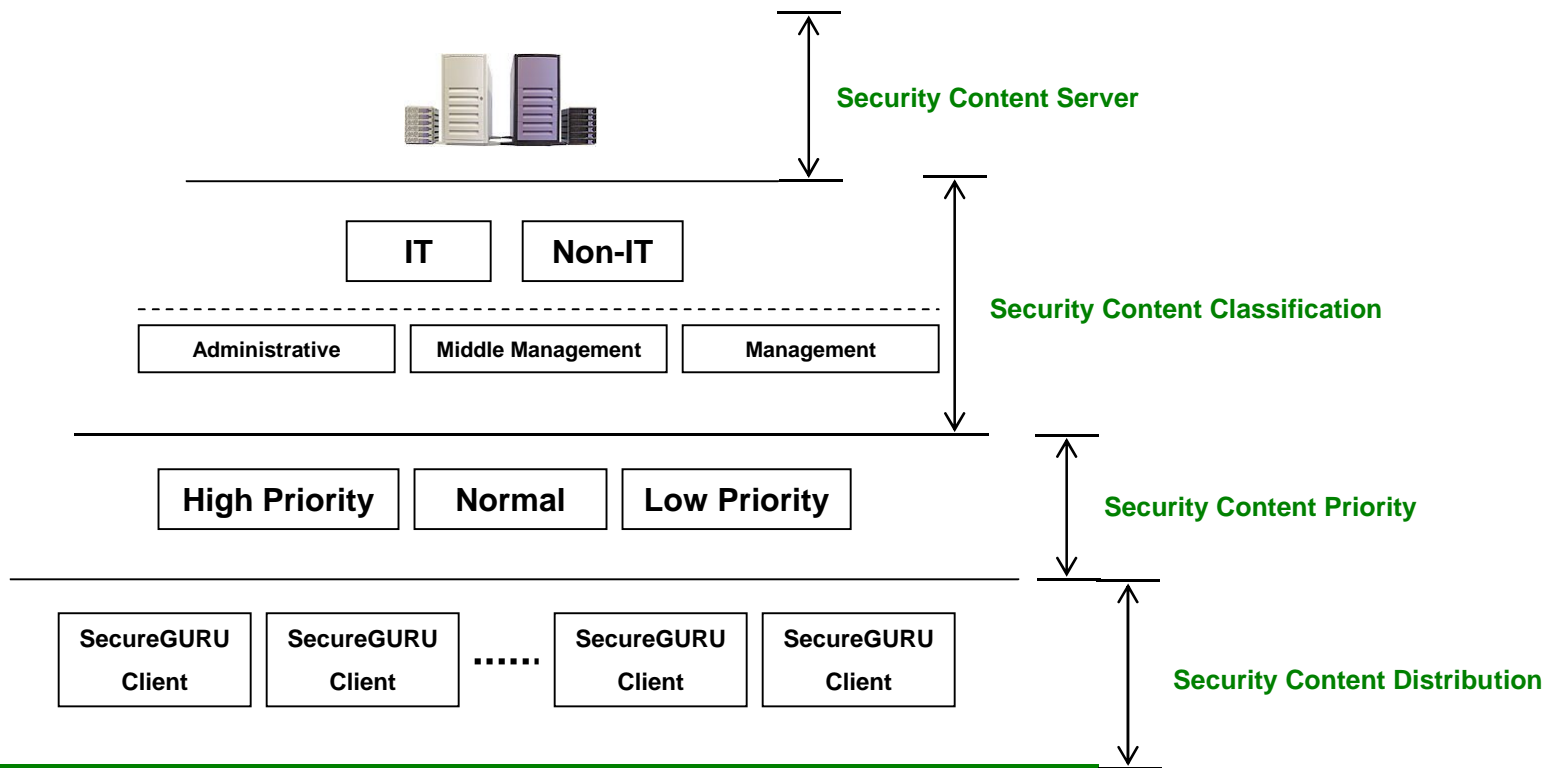 Security Content Server
IT
Non-IT
Security Content Classification
Administrative
Middle Management
Management
High Priority
Normal
Low Priority
Security Content Priority
SecureGURU
Client
SecureGURU
Client
......
SecureGURU
Client
SecureGURU
Client
Security Content Distribution